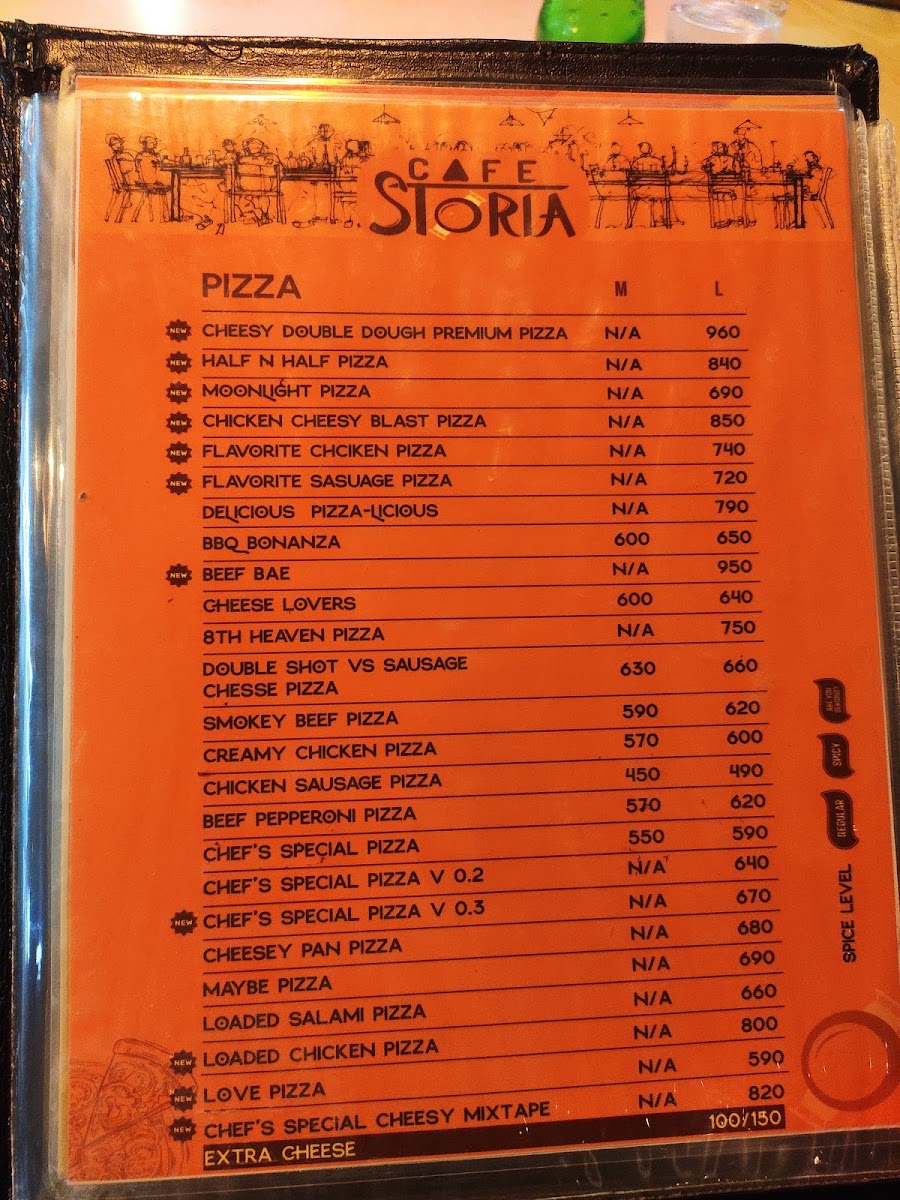 CAFE
STORIA
PIZZA M L
NEW CHEESY DOUBLE DOUGH PREMIUM PIZZA N/A 960
NEW HALF N HALF PIZZA N/A 840
NEW MOONLIGHT PIZZA N/A 690
NEW CHICKEN CHEESY BLAST PIZZA N/A 850
NEW FLAVORITE CHCIKEN PIZZA N/A 740
NEW FLAVORITE SASUAGE PIZZA N/A 720
DELICIOUS PIZZA-LICIOUS N/A 790
BBQ BONANZA 600 650
NEW BEEF BAE N/A 950
CHEESE LOVERS 600 640
8TH HEAVEN PIZZA N/A 750
DOUBLE SHOT VS SAUSAGE 630 660
CHESSE PIZZA
SMOKEY BEEF PIZZA 590 620
CREAMY CHICKEN PIZZA 570 600
CHICKEN SAUSAGE PIZZA 450 490
BEEF PEPPERONI PIZZA 570 620
CHEF'S SPECIAL PIZZA 550 590
CHEF'S SPECIAL PIZZA V 0.2 N/A 640
NEW CHEF'S SPECIAL PIZZA V 0.3 N/A 670
CHEESEY PAN PIZZA N/A 680
MAYBE PIZZA N/A 690
LOADED SALAMI PIZZA N/A 660
NEW LOADED CHICKEN PIZZA N/A 800
NEW LOVE PIZZA N/A 590
NEW CHEF'S SPECIAL CHEESY MIXTAPE N/A 820
EXTRA CHEESE 100/150
SPICE LEVEL
REGULAR
SPICY